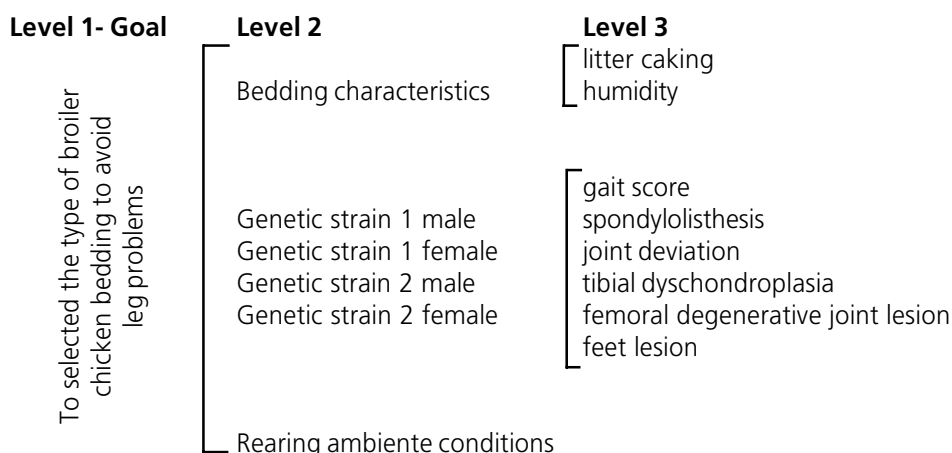 Level 1- Goal
Level 2
Level 3
To selected the type of broiler
chicken bedding to avoid
leg problems
Bedding characteristics
litter caking
humidity
Genetic strain 1 male
Genetic strain 1 female
Genetic strain 2 male
Genetic strain 2 female
gait score
spondylolisthesis
joint deviation
tibial dyschondroplasia
femoral degenerative joint lesion
feet lesion
Rearing ambiente conditions